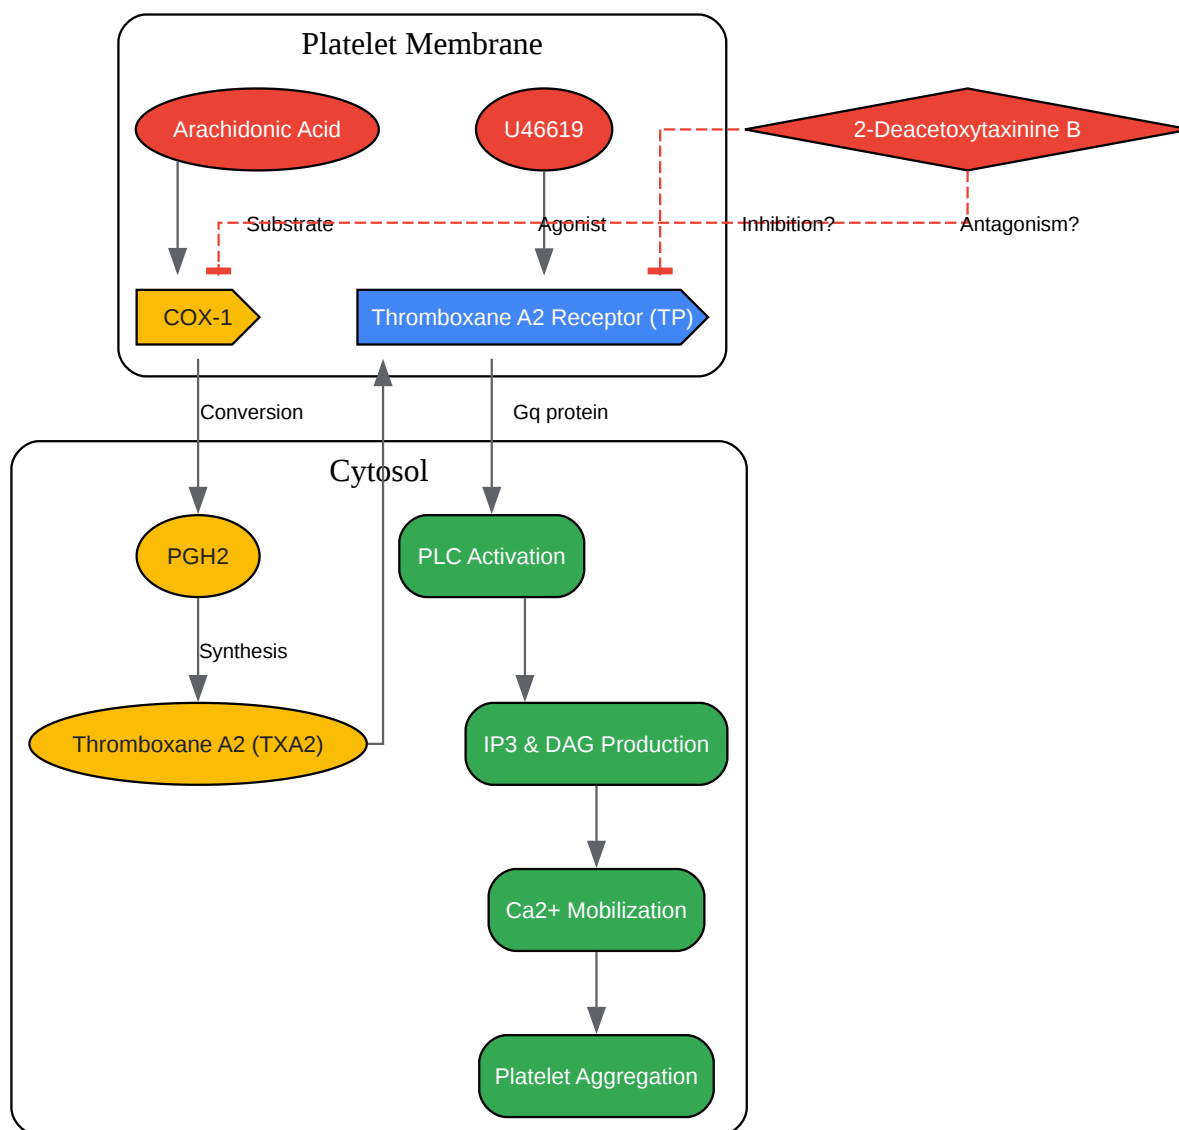 Platelet Membrane
Arachidonic Acid
U46619
2-Deacetoxytaxinine B
Substrate
Agonist
Inhibition?
Antagonism?
COX-1
Thromboxane A2 Receptor (TP)
Conversion
Gq protein
Cytosol
PGH2
PLC Activation
Synthesis
Thromboxane A2 (TXA2)
IP3 & DAG Production
Ca2+ Mobilization
Platelet Aggregation